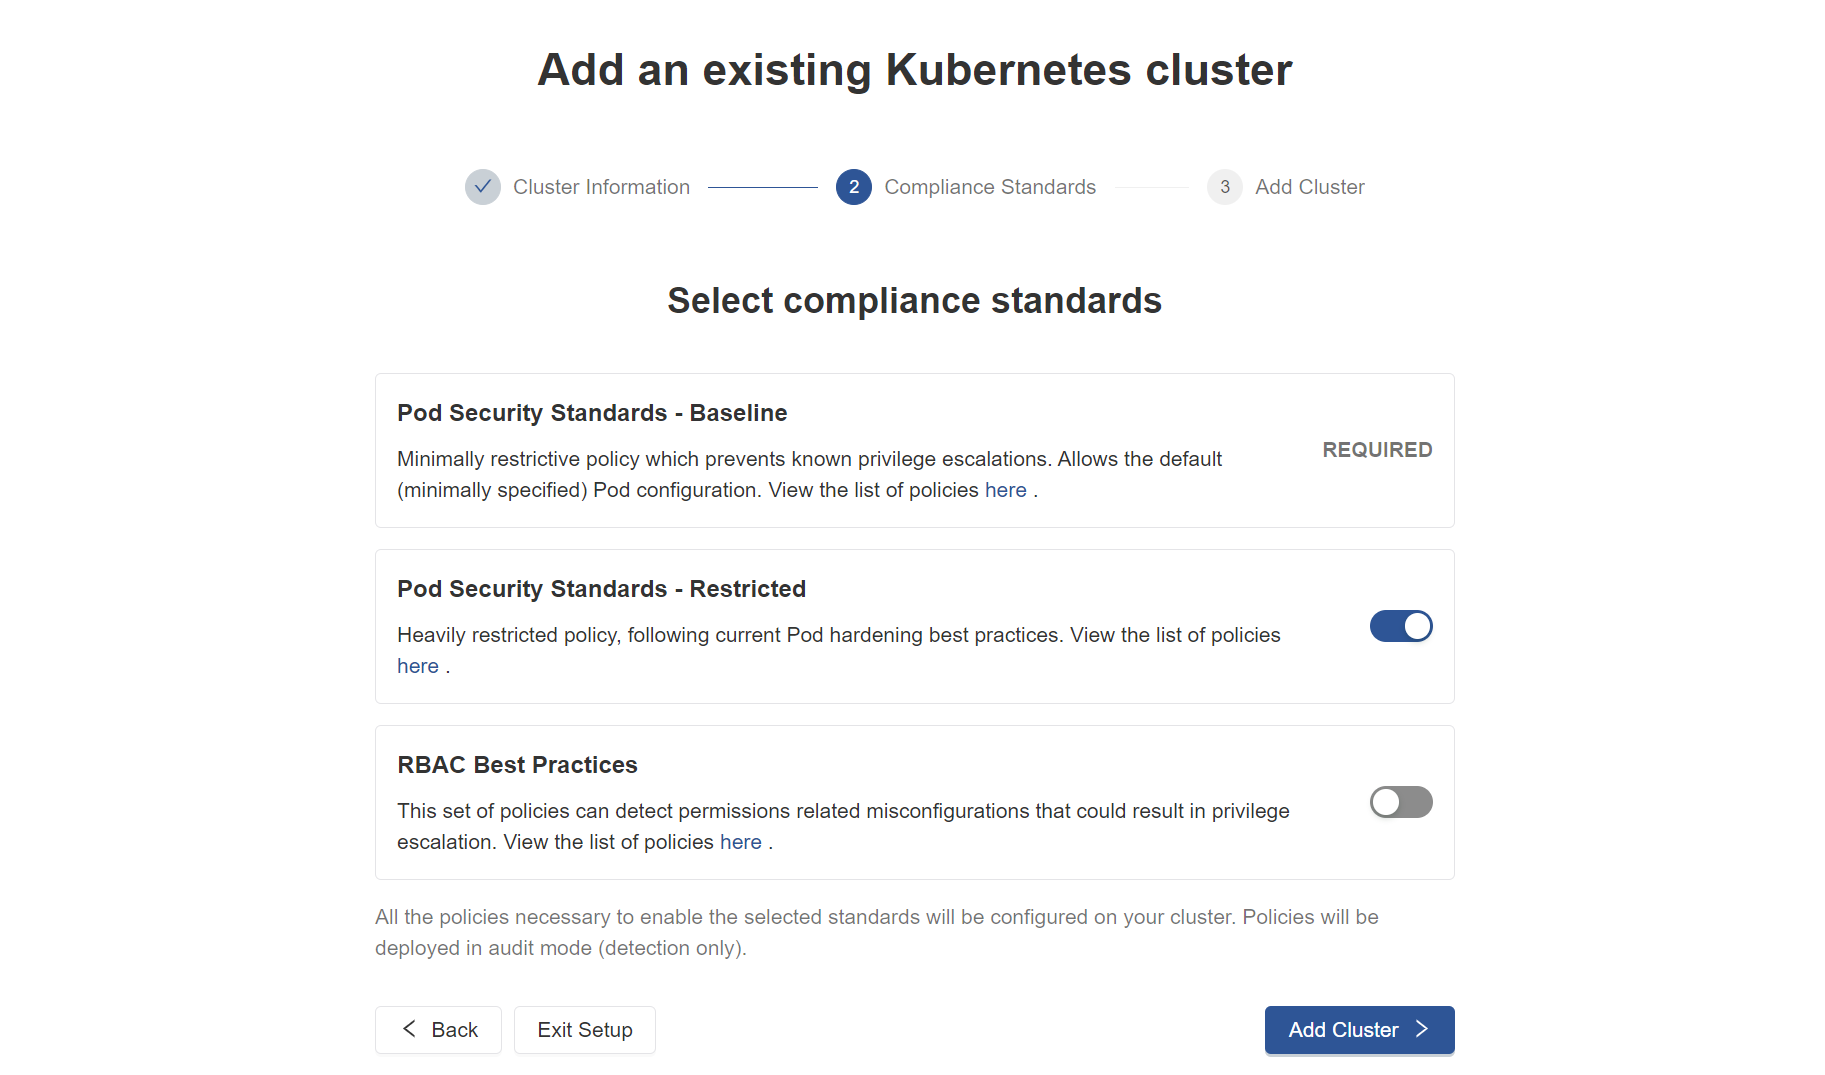 Add an existing Kubernetes cluster
Cluster Information
2 Compliance Standards
3 Add Cluster
Select compliance standards
Pod Security Standards - Baseline
Minimally restrictive policy which prevents known privilege escalations. Allows the default
(minimally specified) Pod configuration. View the list of policies here .
REQUIRED
Pod Security Standards - Restricted
Heavily restricted policy, following current Pod hardening best practices. View the list of policies
here .
RBAC Best Practices
This set of policies can detect permissions related misconfigurations that could result in privilege
escalation. View the list of policies here .
All the policies necessary to enable the selected standards will be configured on your cluster. Policies will be
deployed in audit mode (detection only).
Back
Exit Setup
Add Cluster